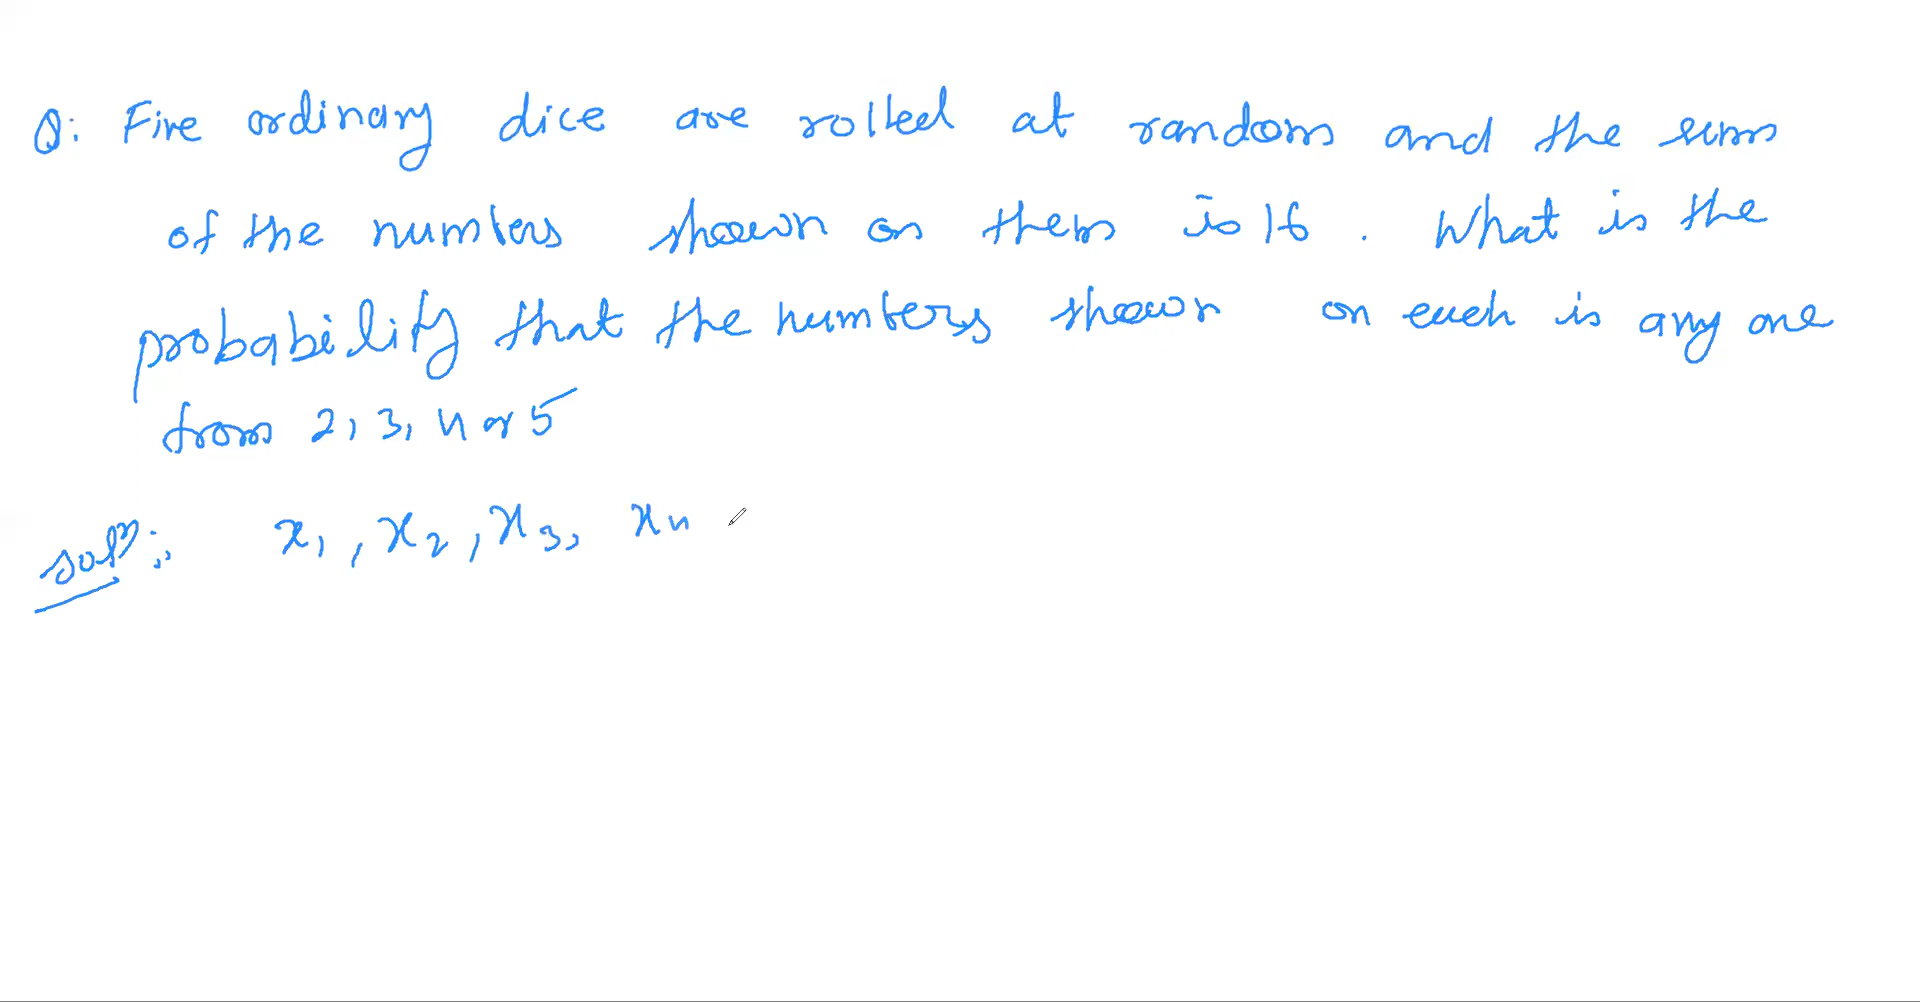 Q: Five ordinary dice are rolled at random and the sum
of the numbers shown on them is 16 . What is the
probability that the numbers shown on each is any one
from 2, 3, 4 or 5
solⁿ:, x₁, x₂, x₃, x₄